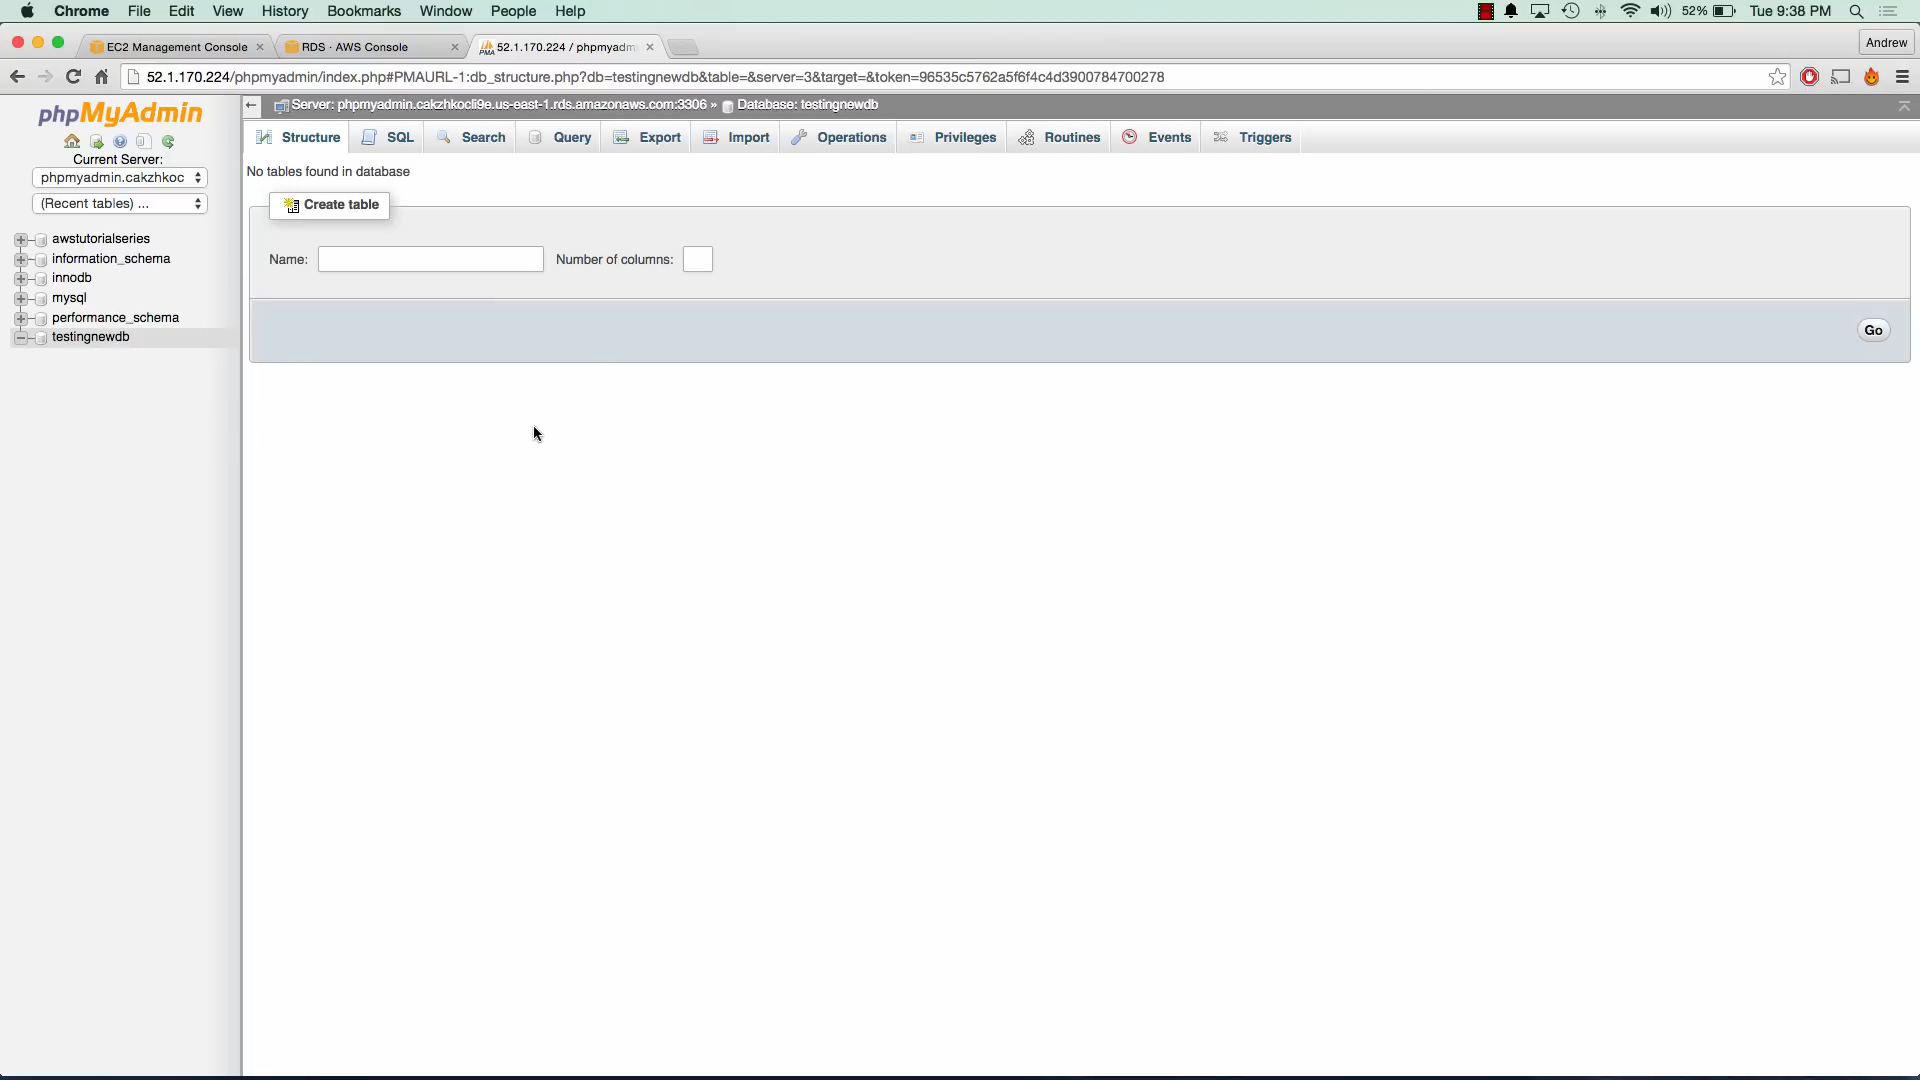 Chrome File Edit View History Bookmarks Window People Help 52% Tue 9:38 PM
EC2 Management Console RDS · AWS Console 52.1.170.224 / phpmyadm Andrew
52.1.170.224/phpmyadmin/index.php#PMAURL-1:db_structure.php?db=testingnewdb&table=&server=3&target=&token=96535c5762a5f6f4c4d3900784700278
phpMyAdmin
Current Server:
phpmyadmin.cakzhkoc
(Recent tables) ...
awstutorialseries
information_schema
innodb
mysql
performance_schema
testingnewdb
Server: phpmyadmin.cakzhkocli9e.us-east-1.rds.amazonaws.com:3306 » Database: testingnewdb
Structure SQL Search Query Export Import Operations Privileges Routines Events Triggers
No tables found in database
Create table
Name: Number of columns:
Go